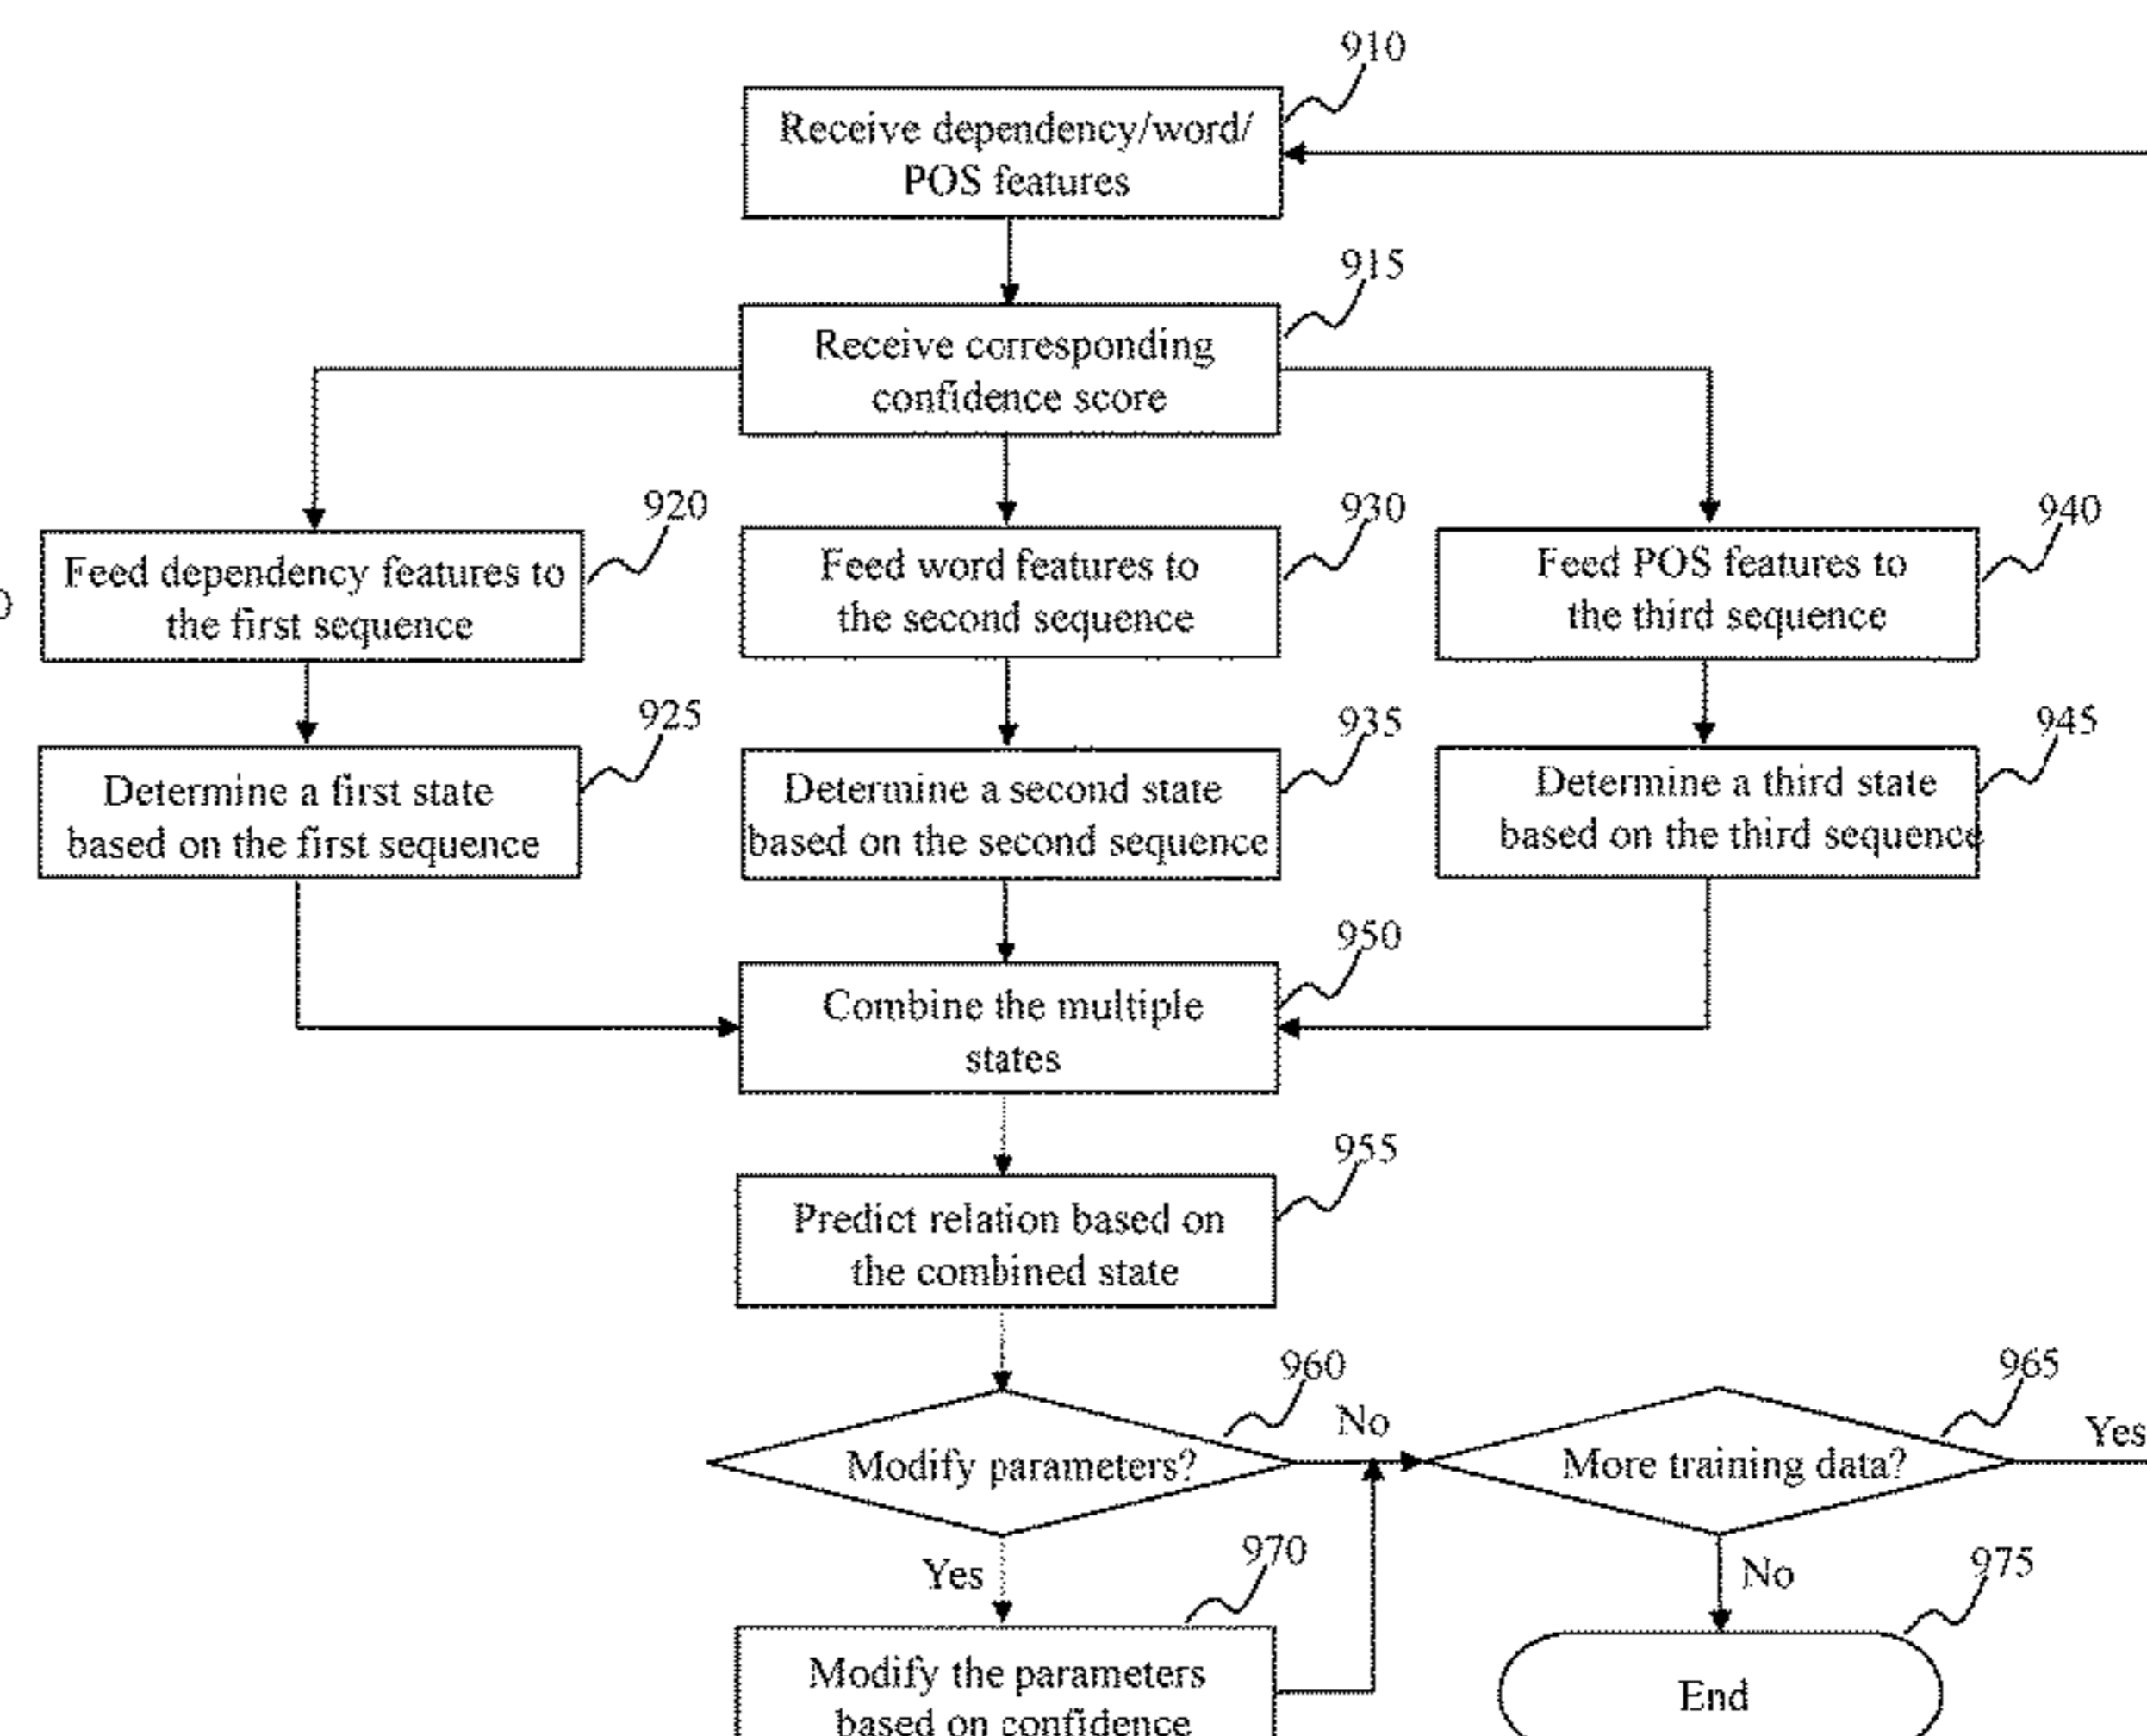 910
Receive dependency/word/
POS features
915
Receive corresponding
confidence score
920
Feed dependency features to
the first sequence
930
Feed word features to
the second sequence
940
Feed POS features to
the third sequence
925
Determine a first state
based on the first sequence
935
Determine a second state
based on the second sequence
945
Determine a third state
based on the third sequence
950
Combine the multiple
states
955
Predict relation based on
the combined state
960
Modify parameters?
No
965
More training data?
Yes
Yes
970
Modify the parameters
based on confidence
No
975
End